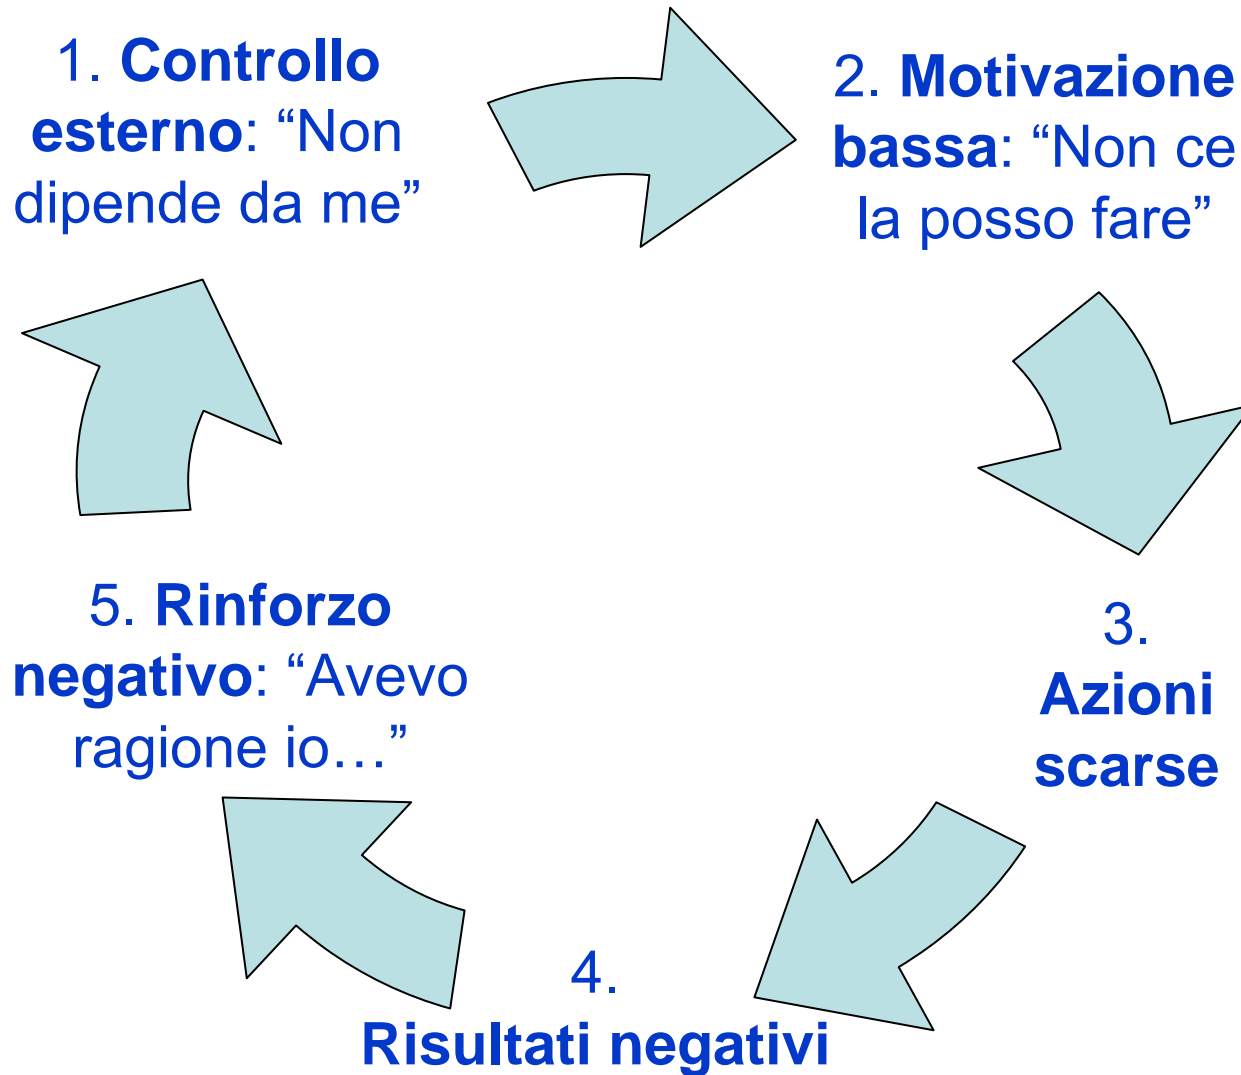 1. Controllo
esterno: “Non
dipende da me”
2. Motivazione
bassa: “Non ce
la posso fare”
3.
Azioni
scarse
4.
Risultati negativi
5. Rinforzo
negativo: “Avevo
ragione io…”